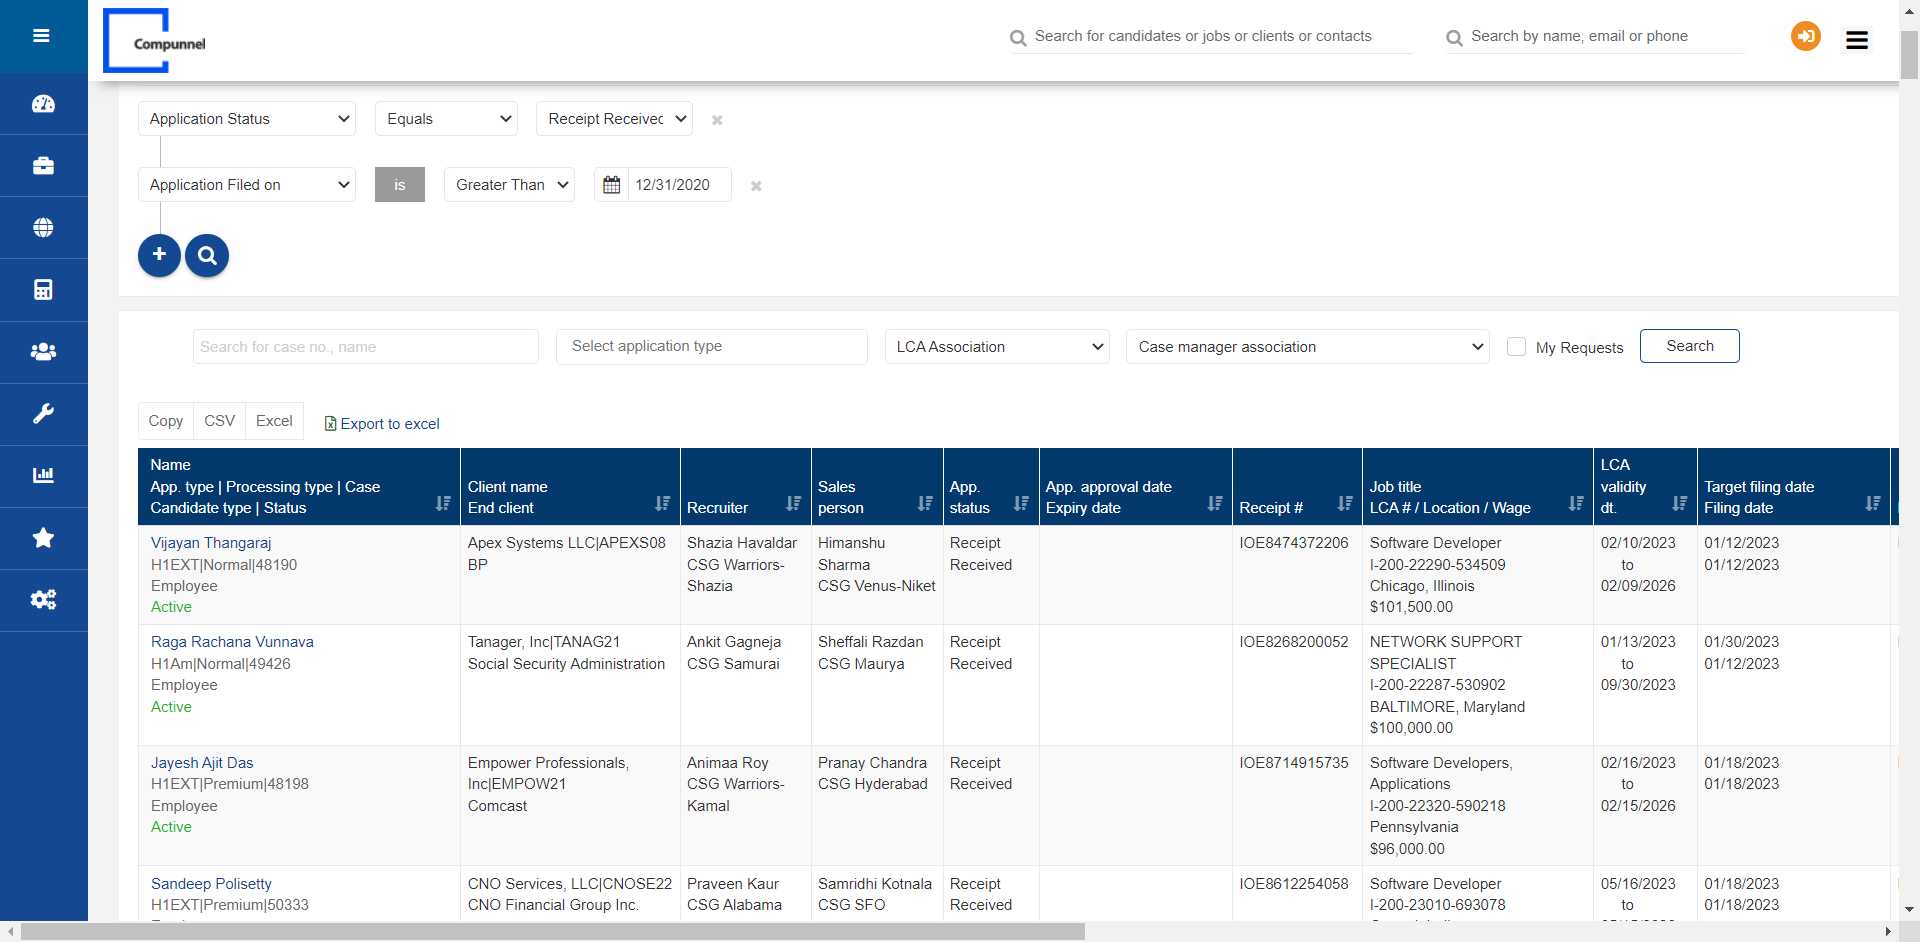 Compunnel
Search for candidates or jobs or clients or contacts
Search by name, email or phone
Application Status
Equals
Receipt Received
Application Filed on
is
Greater Than
12/31/2020
Search for case no., name
Select application type
LCA Association
Case manager association
My Requests
Search
Copy
CSV
Excel
Export to excel
Name
App. type | Processing type | Case
Candidate type | Status
Client name
End client
Recruiter
Sales
person
App.
status
App. approval date
Expiry date
Receipt #
Job title
LCA # / Location / Wage
LCA
validity
dt.
Target filing date
Filing date
Vijayan Thangaraj
H1EXT|Normal|48190
Employee
Active
Apex Systems LLC|APEXS08
BP
Shazia Havaldar
CSG Warriors-
Shazia
Himanshu
Sharma
CSG Venus-Niket
Receipt
Received
IOE8474372206
Software Developer
I-200-22290-534509
Chicago, Illinois
$101,500.00
02/10/2023
to
02/09/2026
01/12/2023
01/12/2023
Raga Rachana Vunnava
H1Am|Normal|49426
Employee
Active
Tanager, Inc|TANAG21
Social Security Administration
Ankit Gagneja
CSG Samurai
Sheffali Razdan
CSG Maurya
Receipt
Received
IOE8268200052
NETWORK SUPPORT
SPECIALIST
I-200-22287-530902
BALTIMORE, Maryland
$100,000.00
01/13/2023
to
09/30/2023
01/30/2023
01/12/2023
Jayesh Ajit Das
H1EXT|Premium|48198
Employee
Active
Empower Professionals,
Inc|EMPOW21
Comcast
Animaa Roy
CSG Warriors-
Kamal
Pranay Chandra
CSG Hyderabad
Receipt
Received
IOE8714915735
Software Developers,
Applications
I-200-22320-590218
Pennsylvania
$96,000.00
02/16/2023
to
02/15/2026
01/18/2023
01/18/2023
Sandeep Polisetty
H1EXT|Premium|50333
CNO Services, LLC|CNOSE22
CNO Financial Group Inc.
Praveen Kaur
CSG Alabama
Samridhi Kotnala
CSG SFO
Receipt
Received
IOE8612254058
Software Developer
I-200-23010-693078
05/16/2023
to
01/18/2023
01/18/2023